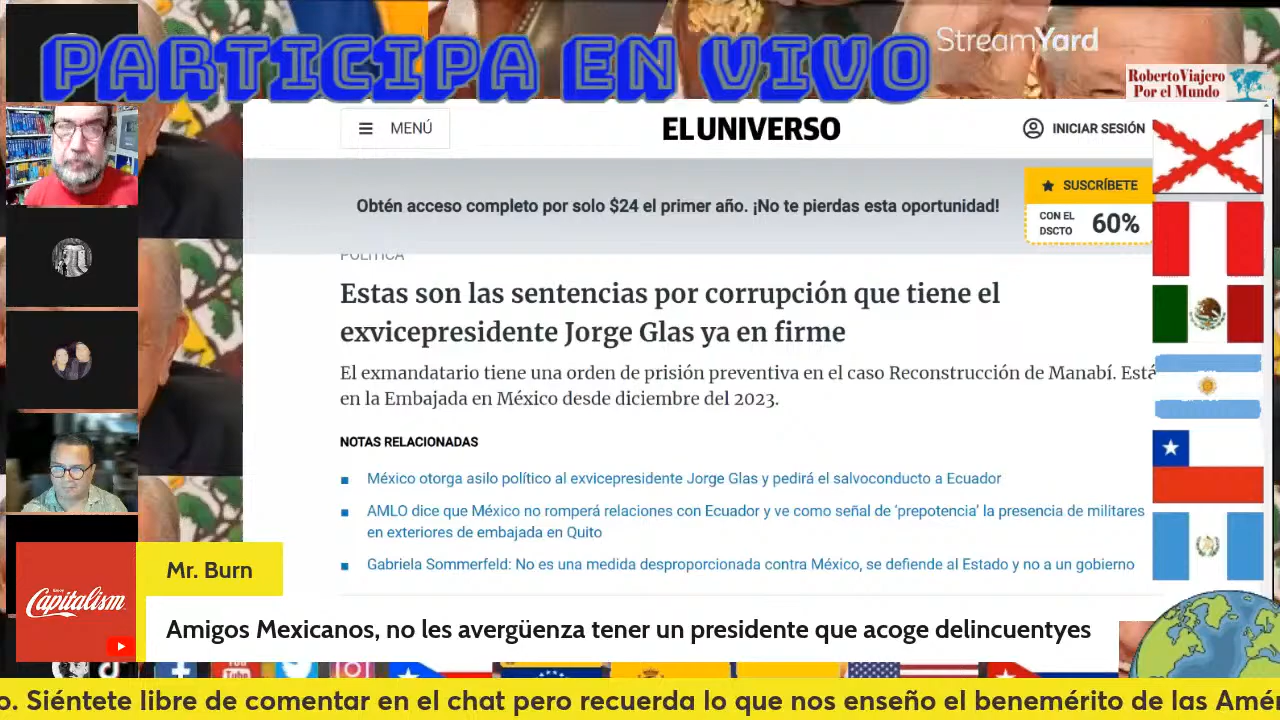 PARTICIPA EN VIVO
StreamYard
RobertoViajero
Por el Mundo
MENÚ
EL UNIVERSO
INICIAR SESIÓN
Obtén acceso completo por solo $24 el primer año. ¡No te pierdas esta oportunidad!
SUSCRÍBETE
CON EL
DSCTO
60%
POLÍTICA
Estas son las sentencias por corrupción que tiene el
exvicepresidente Jorge Glas ya en firme
El exmandatario tiene una orden de prisión preventiva en el caso Reconstrucción de Manabí. Está
en la Embajada en México desde diciembre del 2023.
NOTAS RELACIONADAS
México otorga asilo político al exvicepresidente Jorge Glas y pedirá el salvoconducto a Ecuador
AMLO dice que México no romperá relaciones con Ecuador y ve como señal de ‘prepotencia’ la presencia de militares
en exteriores de embajada en Quito
Gabriela Sommerfeld: No es una medida desproporcionada contra México, se defiende al Estado y no a un gobierno
Mr. Burn
Capitalism
Amigos Mexicanos, no les avergüenza tener un presidente que acoge delincuentyes
You
Tube
o. Siéntete libre de comentar en el chat pero recuerda lo que nos enseño el benemérito de las Amé